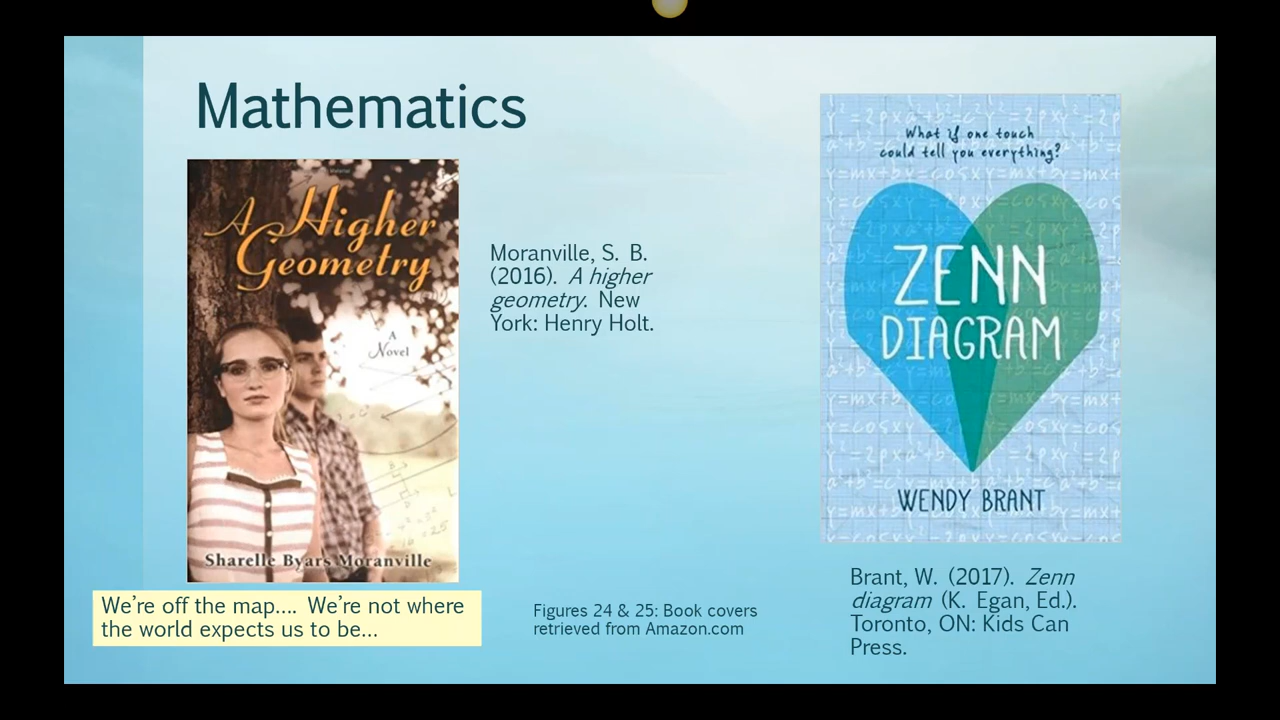 Mathematics
A Higher
Geometry
A
Novel
Sharelle Byars Moranville
We're off the map.... We're not where
the world expects us to be...
Moranville, S. B.
(2016). A higher
geometry. New
York: Henry Holt.
Figures 24 & 25: Book covers
retrieved from Amazon.com
What if one touch
could tell you everything?
ZENN
DIAGRAM
WENDY BRANT
Brant, W. (2017). Zenn
diagram (K. Egan, Ed.).
Toronto, ON: Kids Can
Press.